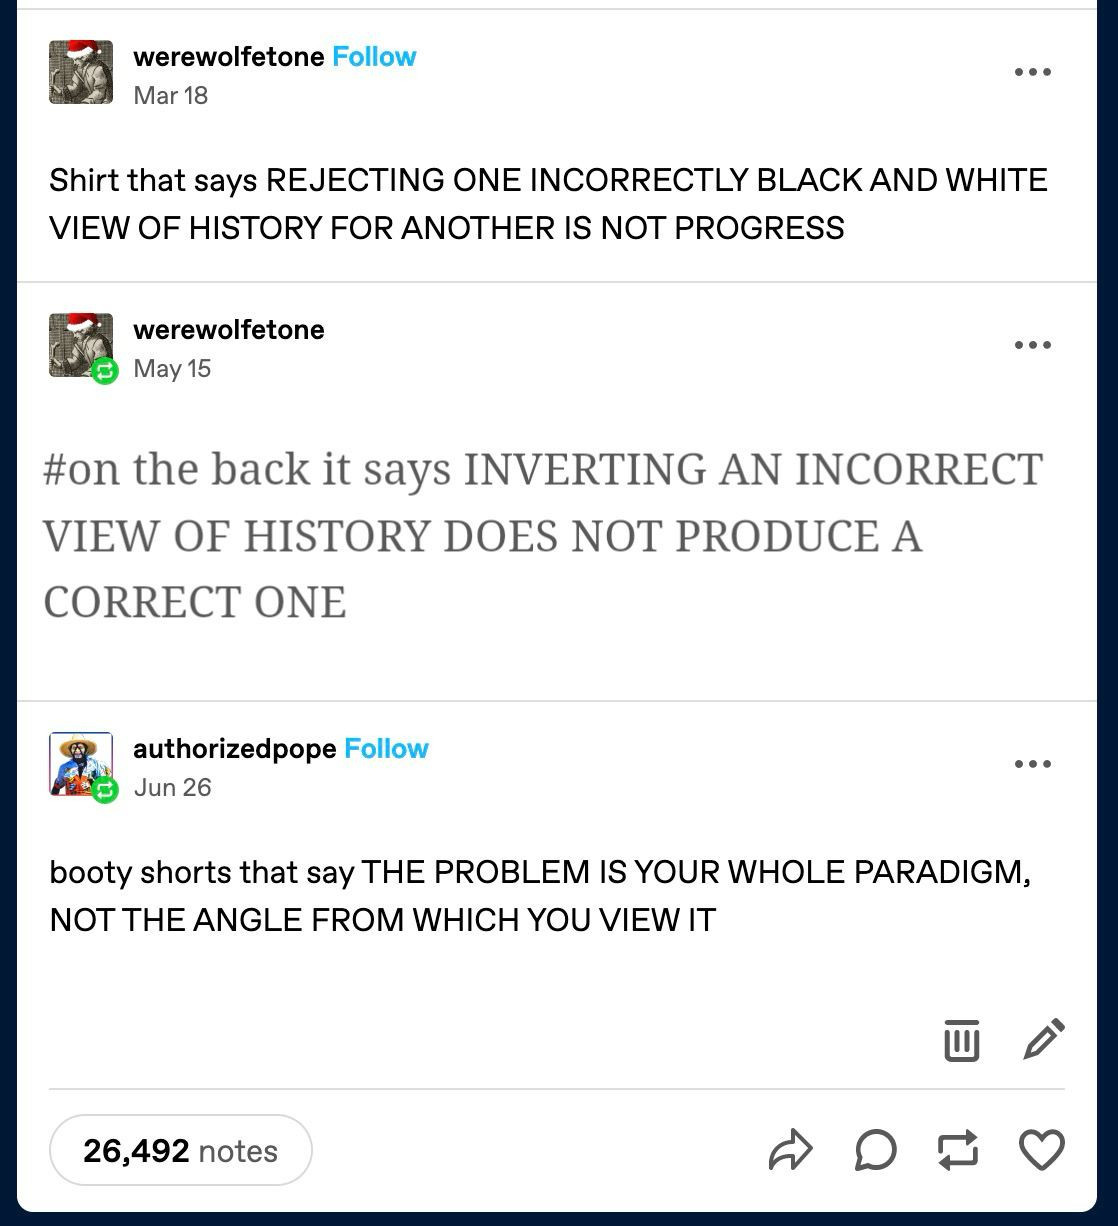 werewolfetone Follow
Mar 18
Shirt that says REJECTING ONE INCORRECTLY BLACK AND WHITE
VIEW OF HISTORY FOR ANOTHER IS NOT PROGRESS
werewolfetone
May 15
#on the back it says INVERTING AN INCORRECT
VIEW OF HISTORY DOES NOT PRODUCE A
CORRECT ONE
authorizedpope Follow
Jun 26
booty shorts that say THE PROBLEM IS YOUR WHOLE PARADIGM,
NOT THE ANGLE FROM WHICH YOU VIEW IT
26,492 notes